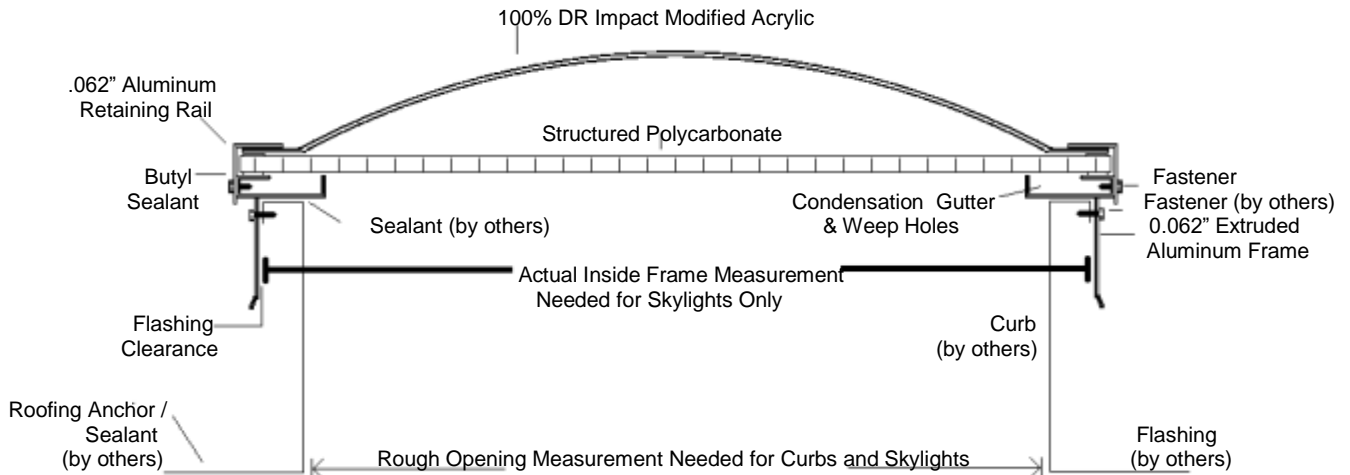 100% DR Impact Modified Acrylic
.062” Aluminum
Retaining Rail
Structured Polycarbonate
Butyl
Sealant
Sealant (by others)
Condensation Gutter
& Weep Holes
Fastener
Fastener (by others)
0.062” Extruded
Aluminum Frame
Actual Inside Frame Measurement
Needed for Skylights Only
Flashing
Clearance
Curb
(by others)
Roofing Anchor /
Sealant
(by others)
Rough Opening Measurement Needed for Curbs and Skylights
Flashing
(by others)